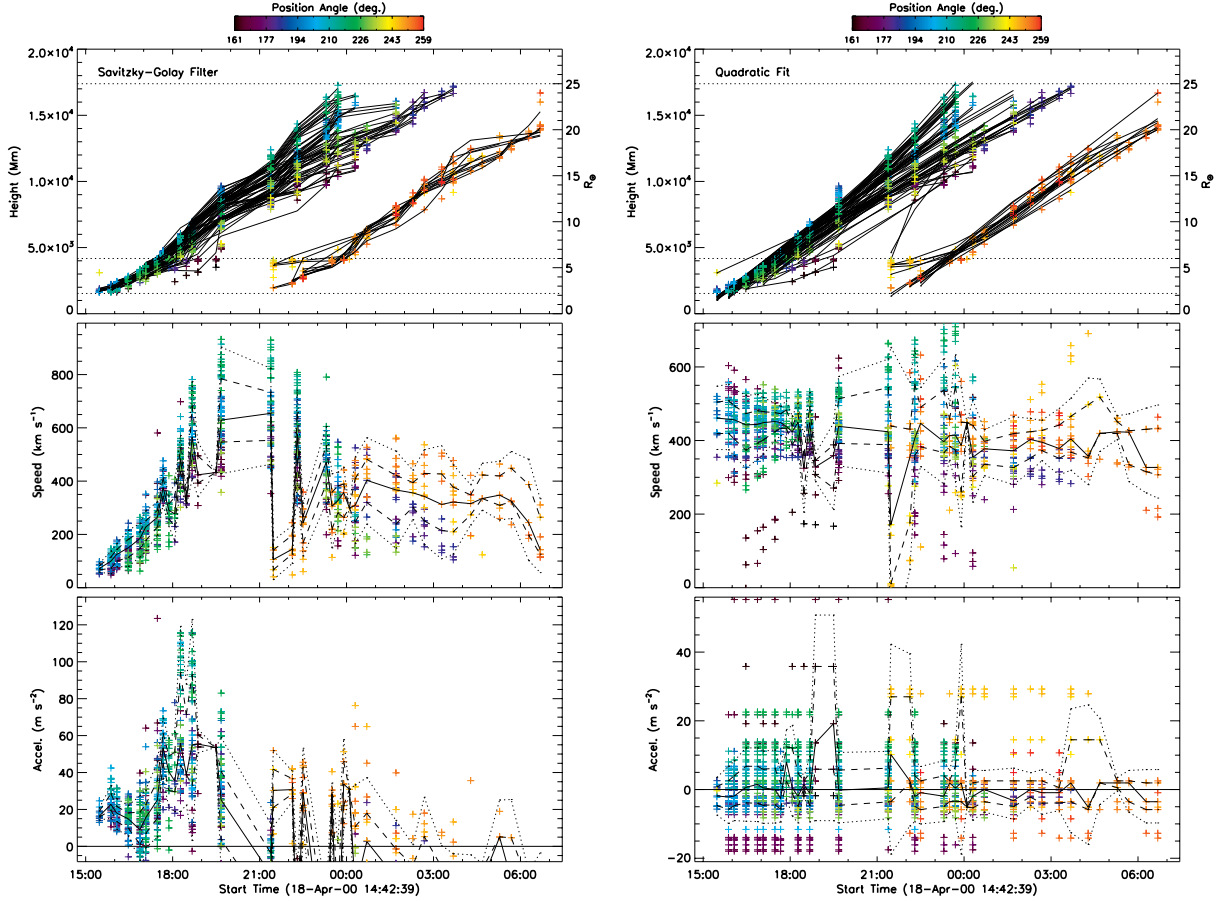 Position Angle (deg.)
161 177 194 210 226 243 259
Savitzky-Golay Filter
Height (Mm)
2.0×10⁴
1.5×10⁴
1.0×10⁴
5.0×10³
0
25
20
15
10
5
0
R⊙
Speed (km s⁻¹)
800
600
400
200
0
Accel. (m s⁻²)
120
100
80
60
40
20
0
15:00 18:00 21:00 00:00 03:00 06:00
Start Time (18-Apr-00 14:42:39)
Position Angle (deg.)
161 177 194 210 226 243 259
Quadratic Fit
Height (Mm)
2.0×10⁴
1.5×10⁴
1.0×10⁴
5.0×10³
0
25
20
15
10
5
0
R⊙
Speed (km s⁻¹)
600
400
200
0
Accel. (m s⁻²)
40
20
0
-20
15:00 18:00 21:00 00:00 03:00 06:00
Start Time (18-Apr-00 14:42:39)